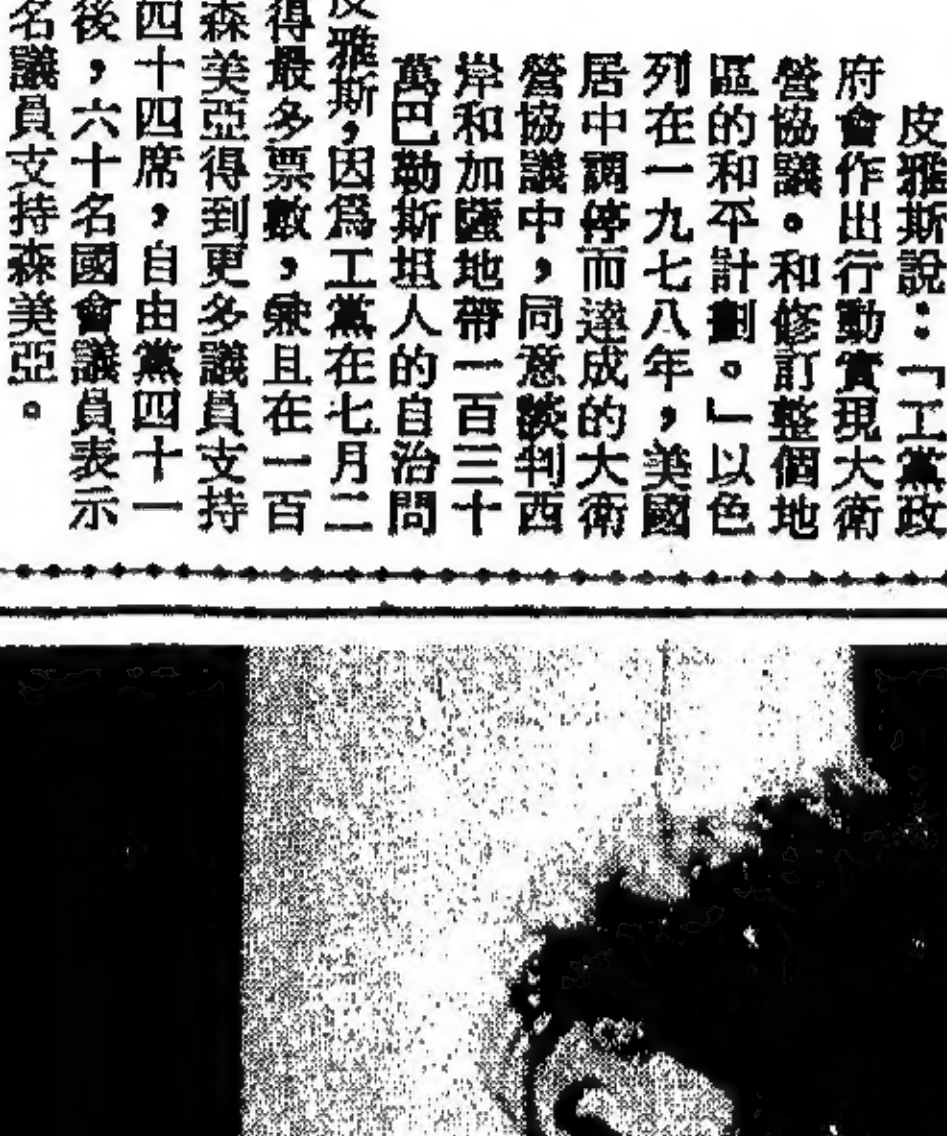 皮雅斯說：「工黨政
府會作出行動實現大衛
營協議。和修訂整個地
區的和平計劃。」以色
列在一九七八年，美國
居中調停而達成的大衛
營協議中，同意談判西
岸和加薩地帶一百三十
萬巴勒斯坦人的自治問
皮雅斯，因爲工黨在七月二
得最多票數，兼且在一百
森美亞得到更多議員支持
四十四席，自由黨四十一
後，六十名國會議員表示
名議員支持森美亞。